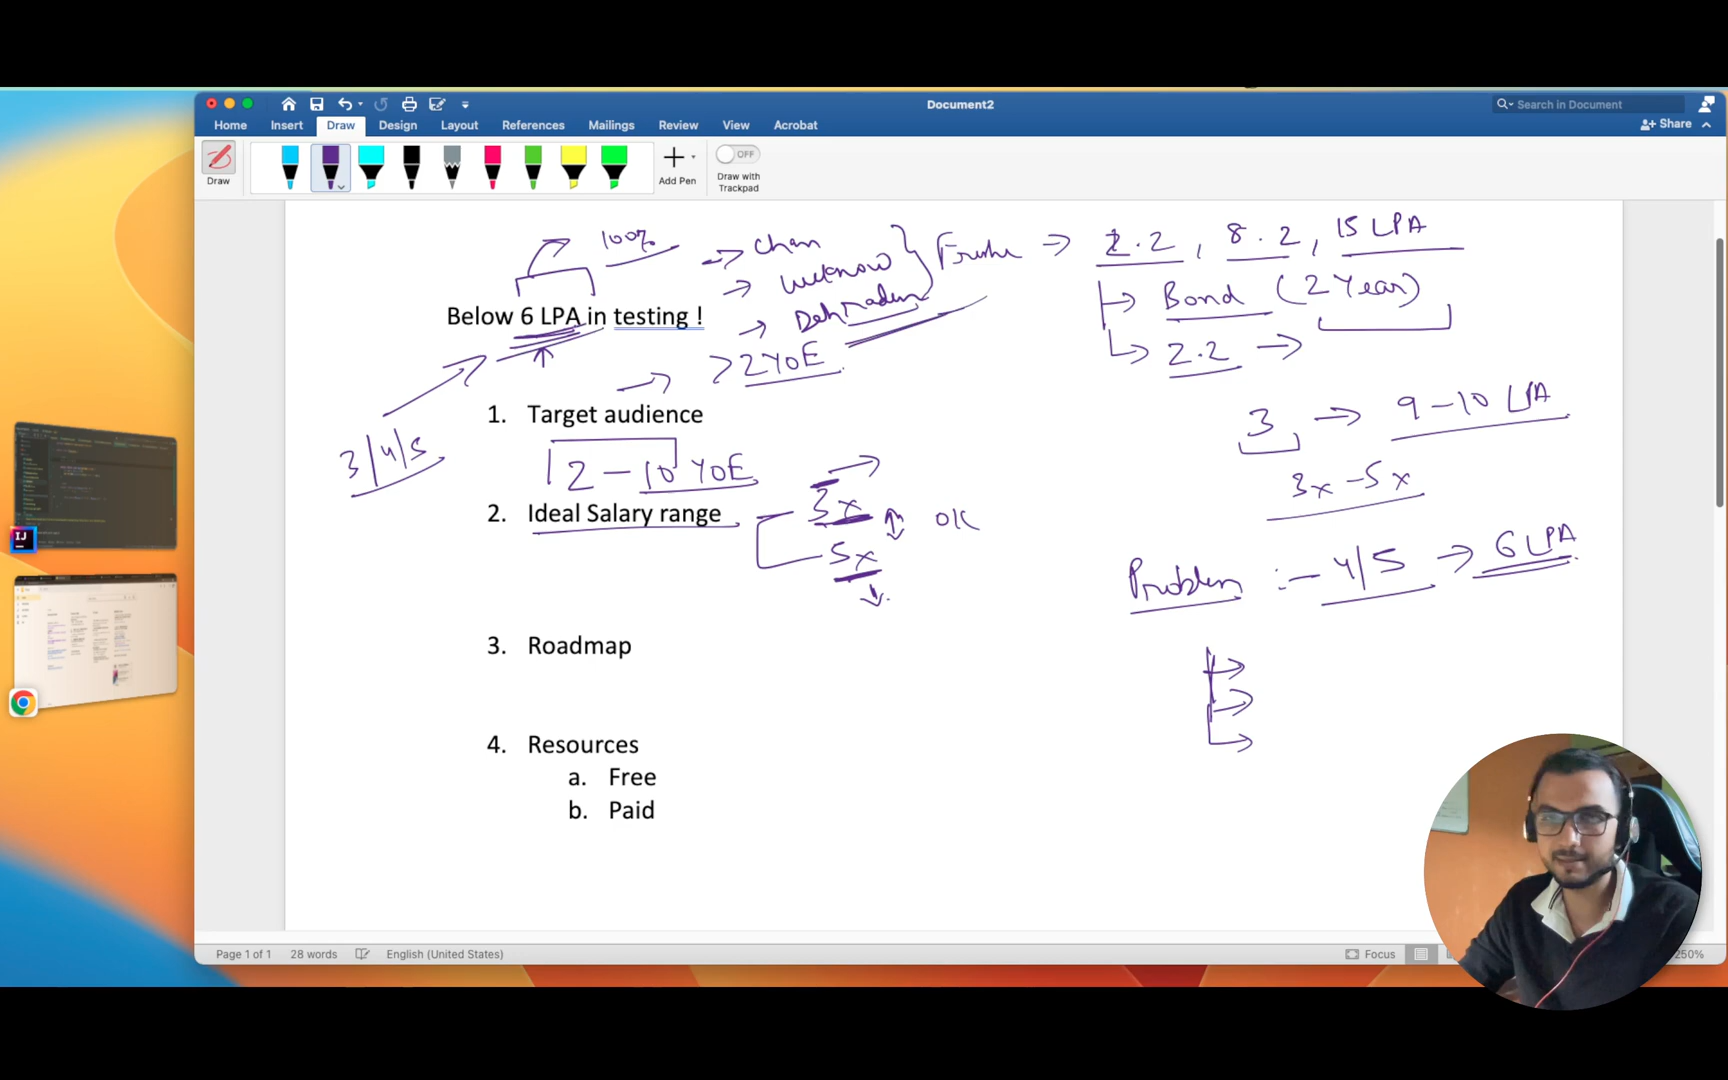 Document2
Search in Document
Home Insert Draw Design Layout References Mailings Review View Acrobat
Share
Draw
Add Pen
OFF
Draw with
Trackpad
100%
Chan
Fresher → 2.2, 8.2, 15 LPA
Lucknow
Bond (2 Year)
Dehradun
Below 6 LPA in testing !
2.2 →
>2 YOE
3 → 9-10 LPA
1. Target audience
3/4/5
2 - 10 YOE
3x - 5x
3x
2. Ideal Salary range
OK
5x
Problem :- 4/5 → 6 LPA
3. Roadmap
4. Resources
a. Free
b. Paid
IJ
Page 1 of 1 28 words English (United States)
Focus
250%